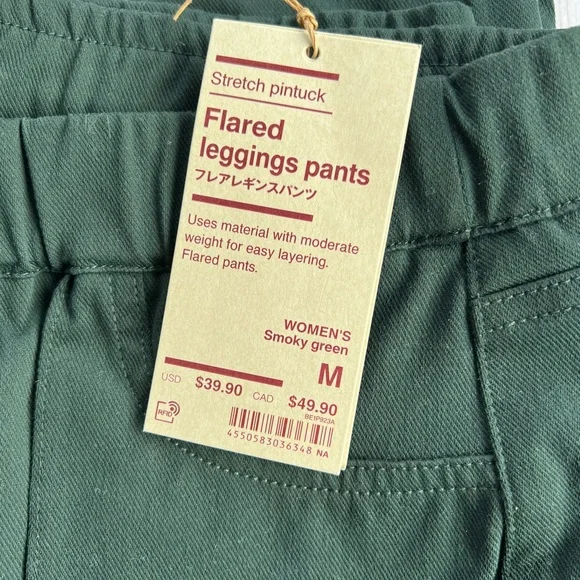 Stretch pintuck
Flared
leggings pants
フレアレギンスパンツ
Uses material with moderate
weight for easy layering.
Flared pants.
WOMEN'S
Smoky green
M
USD $39.90 CAD $49.90
BE1P923A
RFID
4550583036348 NA